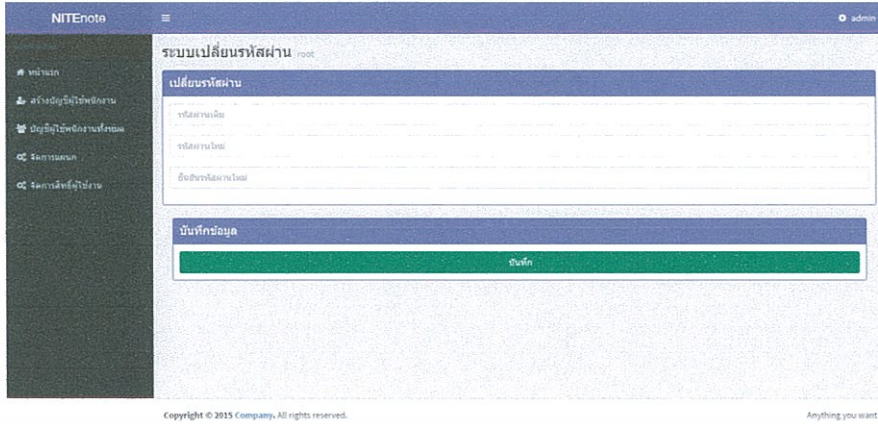 NITEnote
admin
ระบบเปลี่ยนรหัสผ่าน root
หน้าแรก
สร้างบัญชีผู้ใช้พนักงาน
บัญชีผู้ใช้พนักงานทั้งหมด
จัดการแผนก
จัดการสิทธิ์ผู้ใช้งาน
เปลี่ยนรหัสผ่าน
รหัสผ่านเดิม
รหัสผ่านใหม่
ยืนยันรหัสผ่านใหม่
บันทึกข้อมูล
บันทึก
Copyright © 2015 Company. All rights reserved.
Anything you want